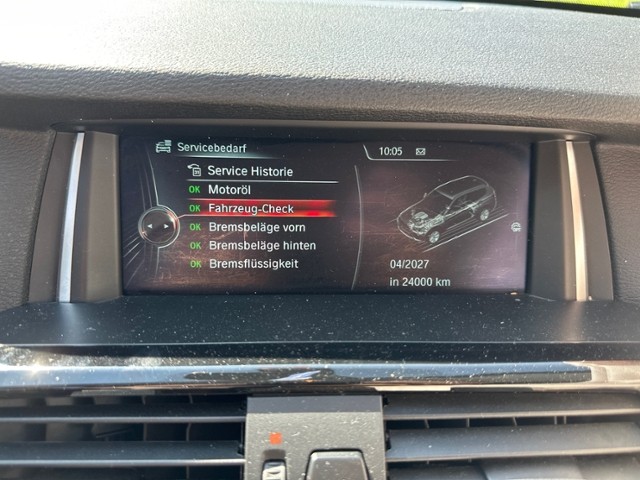 Servicebedarf
10:05
Service Historie
OK Motoröl
OK Fahrzeug-Check
OK Bremsbeläge vorn
OK Bremsbeläge hinten
OK Bremsflüssigkeit
04/2027
in 24000 km